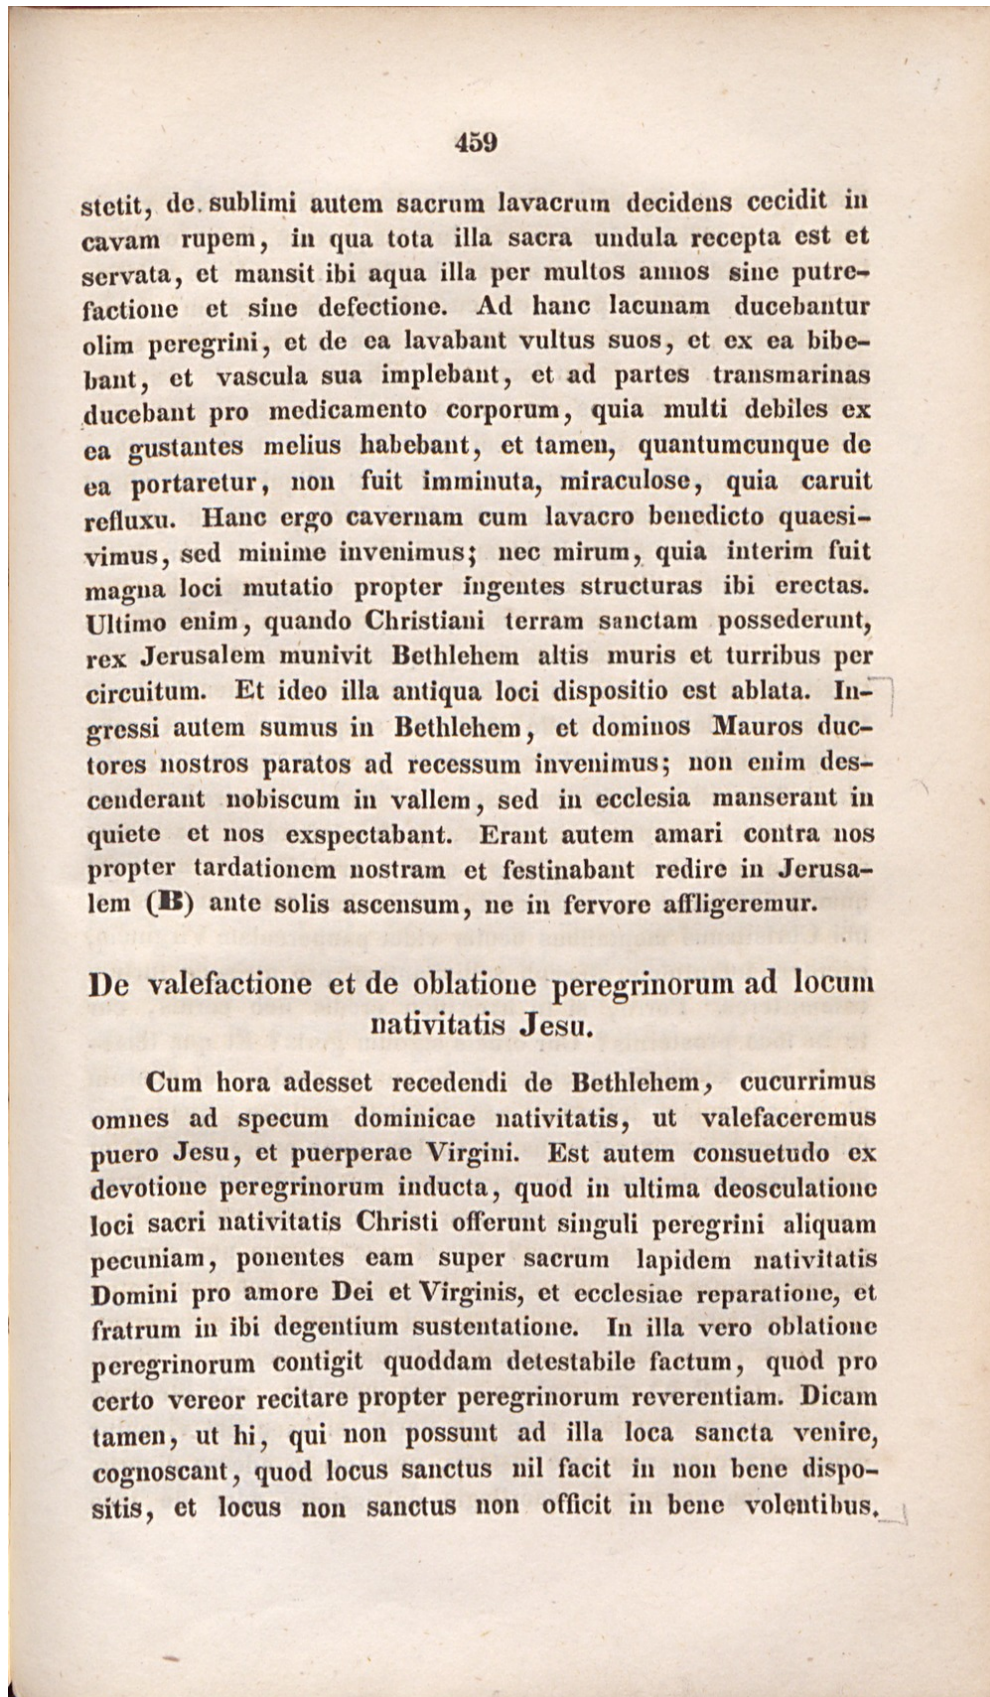 459
stetit, de sublimi autem sacrum lavacrum decidens cecidit in
cavam rupem, in qua tota illa sacra undula recepta est et
servata, et mansit ibi aqua illa per multos annos sine putre-
factione et sine defectione. Ad hanc lacunam ducebantur
olim peregrini, et de ea lavabant vultus suos, et ex ea bibe-
bant, et vascula sua implebant, et ad partes transmarinas
ducebant pro medicamento corporum, quia multi debiles ex
ea gustantes melius habebant, et tamen, quantumcunque de
ea portaretur, non fuit imminuta, miraculose, quia caruit
refluxu. Hanc ergo cavernam cum lavacro benedicto quaesi-
vimus, sed minime invenimus; nec mirum, quia interim fuit
magna loci mutatio propter ingentes structuras ibi erectas.
Ultimo enim, quando Christiani terram sanctam possederunt,
rex Jerusalem munivit Bethlehem altis muris et turribus per
circuitum. Et ideo illa antiqua loci dispositio est ablata. In-
gressi autem sumus in Bethlehem, et dominos Mauros duc-
tores nostros paratos ad recessum invenimus; non enim des-
cenderant nobiscum in vallem, sed in ecclesia manserant in
quiete et nos exspectabant. Erant autem amari contra nos
propter tardationem nostram et festinabant redire in Jerusa-
lem (B) ante solis ascensum, ne in fervore affligeremur.
De valefactione et de oblatione peregrinorum ad locum
nativitatis Jesu.
Cum hora adesset recedendi de Bethlehem, cucurrimus
omnes ad specum dominicae nativitatis, ut valefaceremus
puero Jesu, et puerperae Virgini. Est autem consuetudo ex
devotione peregrinorum inducta, quod in ultima deosculatione
loci sacri nativitatis Christi offerunt singuli peregrini aliquam
pecuniam, ponentes eam super sacrum lapidem nativitatis
Domini pro amore Dei et Virginis, et ecclesiae reparatione, et
fratrum in ibi degentium sustentatione. In illa vero oblatione
peregrinorum contigit quoddam detestabile factum, quod pro
certo vereor recitare propter peregrinorum reverentiam. Dicam
tamen, ut hi, qui non possunt ad illa loca sancta venire,
cognoscant, quod locus sanctus nil facit in non bene dispo-
sitis, et locus non sanctus non officit in bene volentibus.